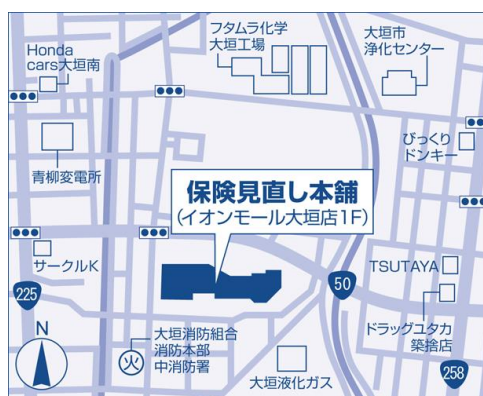 Honda
cars大垣南
フタムラ化学
大垣工場
大垣市
浄化センター
びっくり
ドンキー
青柳変電所
保険見直し本舗
(イオンモール大垣店1F)
サークルK
225
50
TSUTAYA
ドラッグユタカ
築捨店
N
火
大垣消防組合
消防本部
中消防署
大垣液化ガス
258